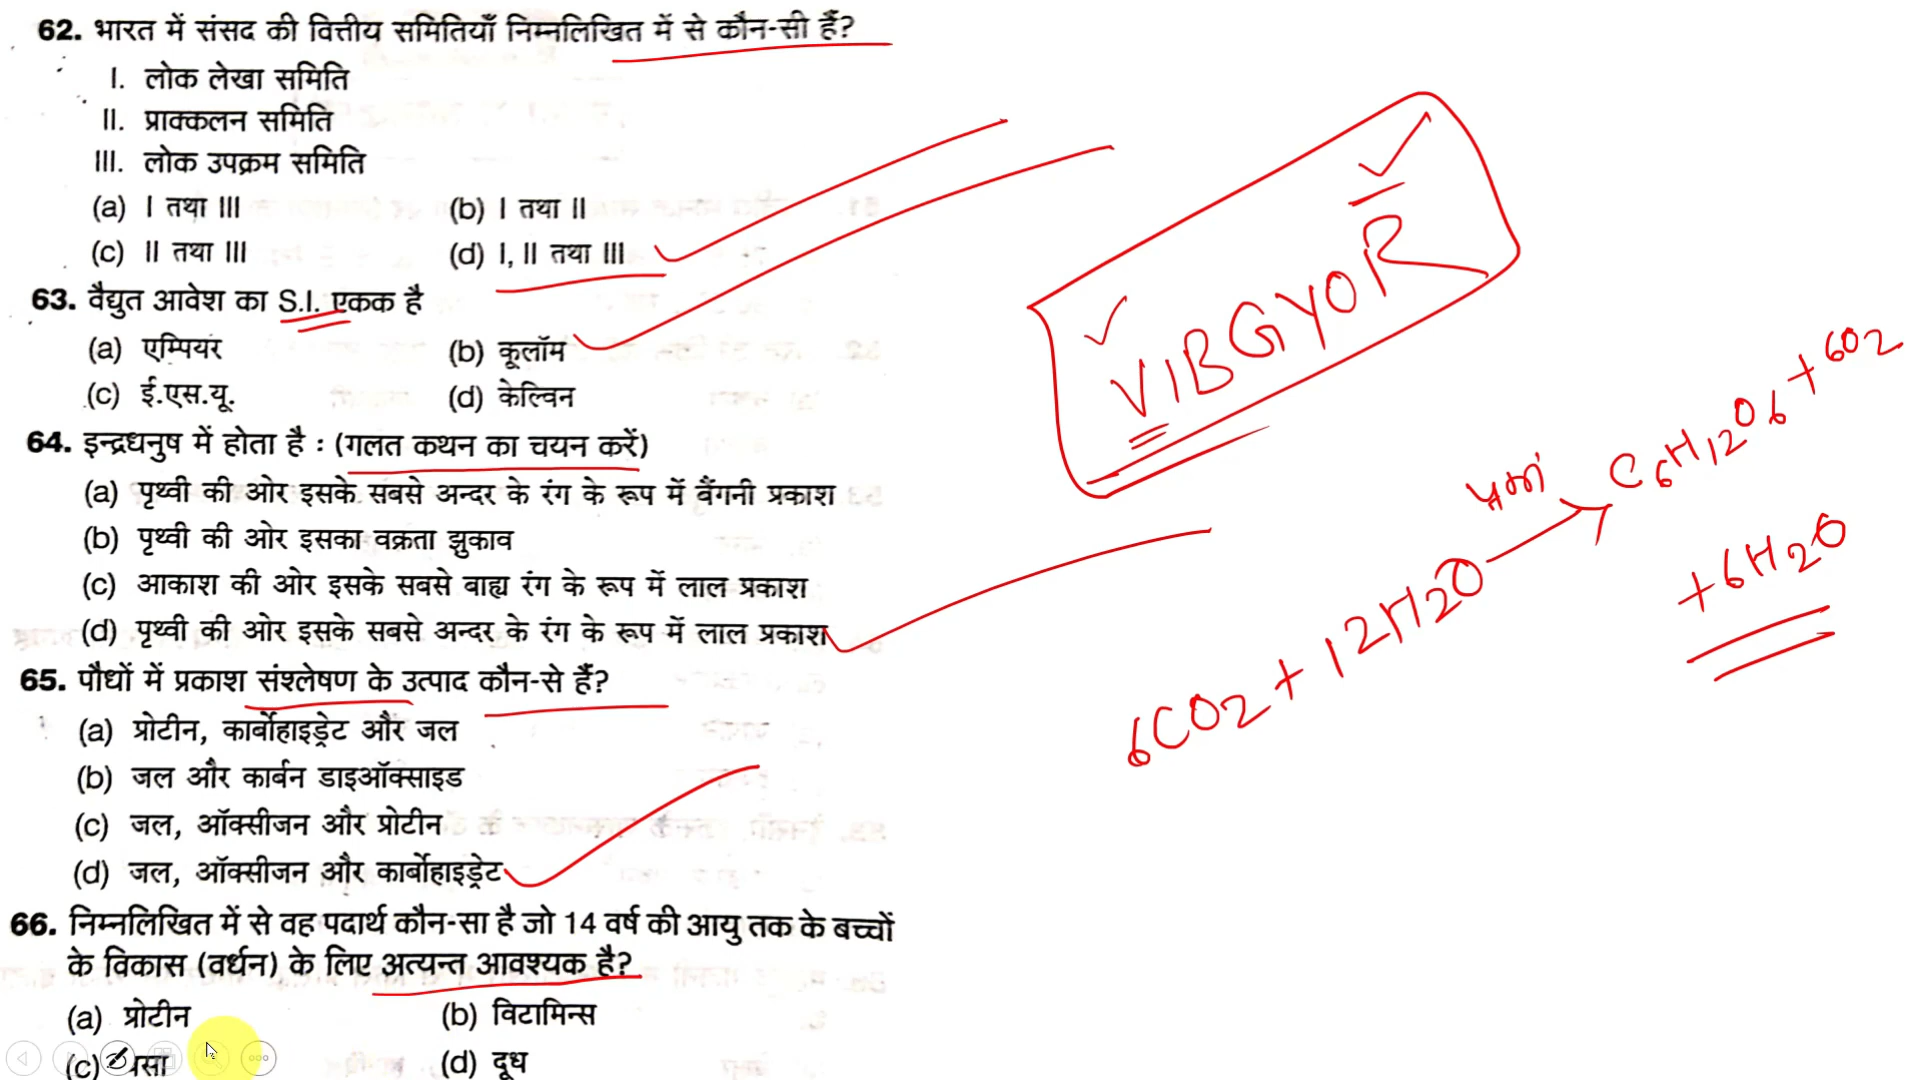 62. भारत में संसद की वित्तीय समितियाँ निम्नलिखित में से कौन-सी हैं?
I. लोक लेखा समिति
II. प्राक्कलन समिति
III. लोक उपक्रम समिति
(a) I तथा III (b) I तथा II
(c) II तथा III (d) I, II तथा III
63. वैद्युत आवेश का S.I. एकक है
(a) एम्पियर (b) कूलॉम
(c) ई.एस.यू. (d) केल्विन
64. इन्द्रधनुष में होता है : (गलत कथन का चयन करें)
(a) पृथ्वी की ओर इसके सबसे अन्दर के रंग के रूप में बैंगनी प्रकाश
(b) पृथ्वी की ओर इसका वक्रता झुकाव
(c) आकाश की ओर इसके सबसे बाह्य रंग के रूप में लाल प्रकाश
(d) पृथ्वी की ओर इसके सबसे अन्दर के रंग के रूप में लाल प्रकाश
65. पौधों में प्रकाश संश्लेषण के उत्पाद कौन-से हैं?
(a) प्रोटीन, कार्बोहाइड्रेट और जल
(b) जल और कार्बन डाइऑक्साइड
(c) जल, ऑक्सीजन और प्रोटीन
(d) जल, ऑक्सीजन और कार्बोहाइड्रेट
66. निम्नलिखित में से वह पदार्थ कौन-सा है जो 14 वर्ष की आयु तक के बच्चों
के विकास (वर्धन) के लिए अत्यन्त आवश्यक है?
(a) प्रोटीन (b) विटामिन्स
(c) (d) दूध
VIBGYOR
6CO2 + 12H2O → C6H12O6 + 6O2
+ 6H2O